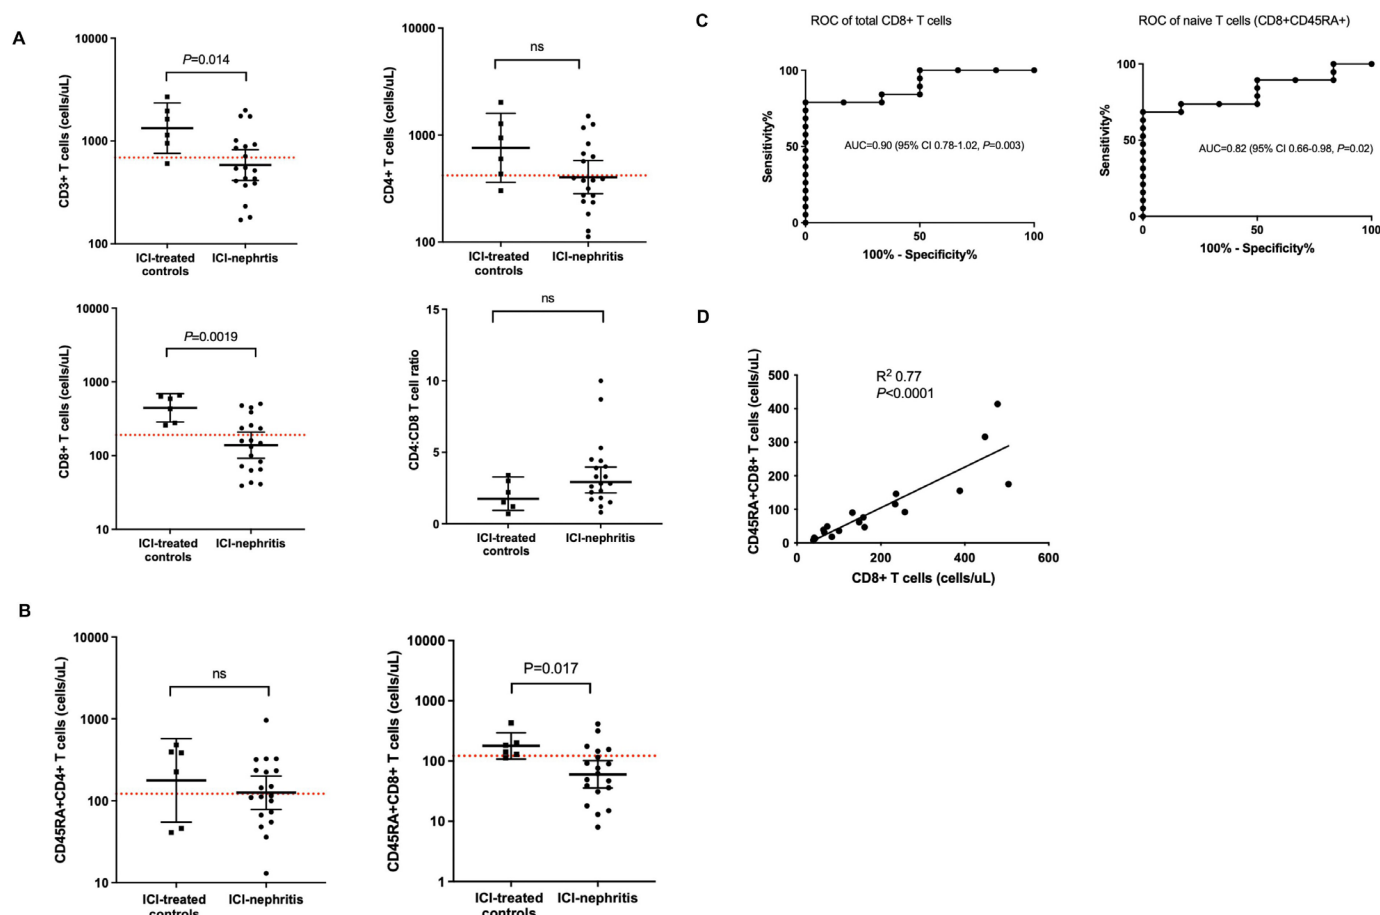 A
10000
1000
100
CD3+ T cells (cells/uL)
P=0.014
ICI-treated
controls
ICI-nephrtis
10000
1000
100
CD4+ T cells (cells/uL)
ns
ICI-treated
controls
ICI-nephritis
10000
1000
100
10
CD8+ T cells (cells/uL)
P=0.0019
ICI-treated
controls
ICI-nephritis
15
10
5
0
CD4:CD8 T cell ratio
ns
ICI-treated
controls
ICI-nephritis
B
10000
1000
100
10
CD45RA+CD4+ T cells (cells/uL)
ns
ICI-treated
controls
ICI-nephritis
10000
1000
100
10
1
CD45RA+CD8+ T cells (cells/uL)
P=0.017
ICI-treated
controls
ICI-nephritis
C
ROC of total CD8+ T cells
100
50
0
Sensitivity%
AUC=0.90 (95% CI 0.78-1.02, P=0.003)
0
50
100
100% - Specificity%
ROC of naive T cells (CD8+CD45RA+)
100
50
0
Sensitivity%
AUC=0.82 (95% CI 0.66-0.98, P=0.02)
0
50
100
100% - Specificity%
D
500
400
300
200
100
0
CD45RA+CD8+ T cells (cells/uL)
R2 0.77
P<0.0001
0
200
400
600
CD8+ T cells (cells/uL)